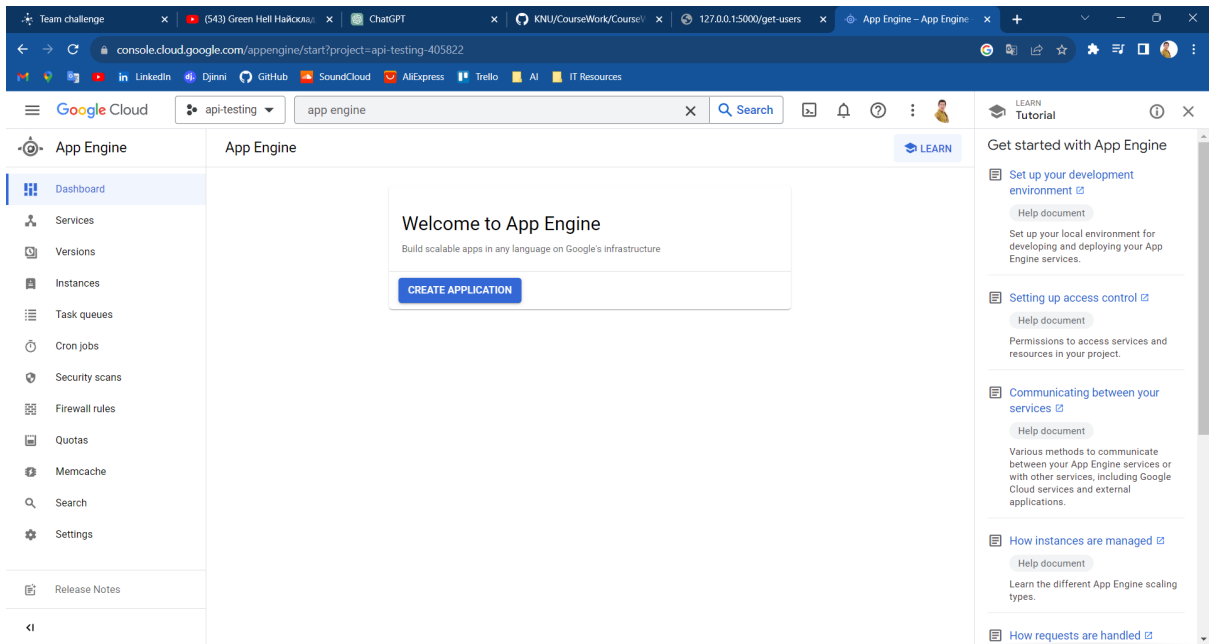 Team challenge
(543) Green Hell Найсклад
ChatGPT
KNU/CourseWork/CourseV
127.0.0.1:5000/get-users
App Engine – App Engine
console.cloud.google.com/appengine/start?project=api-testing-405822
LinkedIn
dj.
Djinni
GitHub
SoundCloud
AliExpress
Trello
AI
IT Resources
Google Cloud
api-testing
app engine
Search
LEARN
Tutorial
App Engine
App Engine
LEARN
Get started with App Engine
Dashboard
Services
Versions
Instances
Task queues
Cron jobs
Security scans
Firewall rules
Quotas
Memcache
Search
Settings
Release Notes
Welcome to App Engine
Build scalable apps in any language on Google's infrastructure
CREATE APPLICATION
Set up your development
environment
Help document
Set up your local environment for
developing and deploying your App
Engine services.
Setting up access control
Help document
Permissions to access services and
resources in your project.
Communicating between your
services
Help document
Various methods to communicate
between your App Engine services or
with other services, including Google
Cloud services and external
applications.
How instances are managed
Help document
Learn the different App Engine scaling
types.
How requests are handled